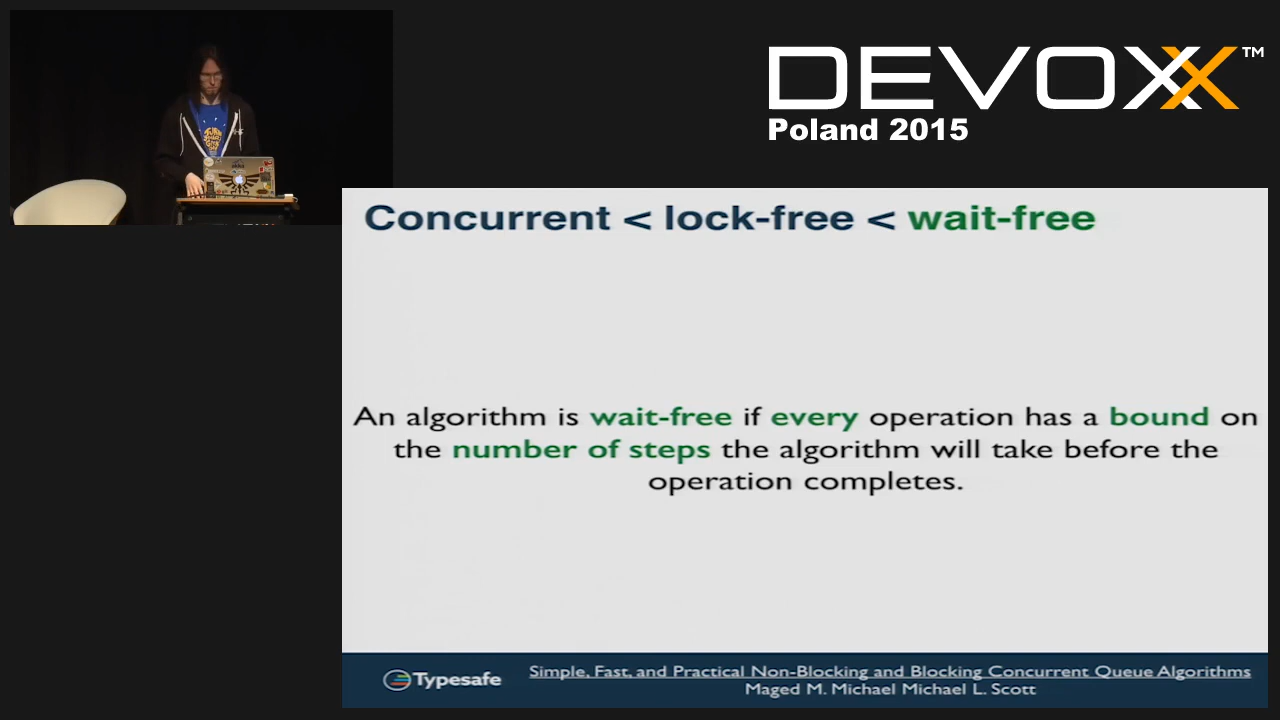 DEVOXX™
Poland 2015
Concurrent < lock-free < wait-free
An algorithm is wait-free if every operation has a bound on
the number of steps the algorithm will take before the
operation completes.
Typesafe
Simple, Fast, and Practical Non-Blocking and Blocking Concurrent Queue Algorithms
Maged M. Michael Michael L. Scott